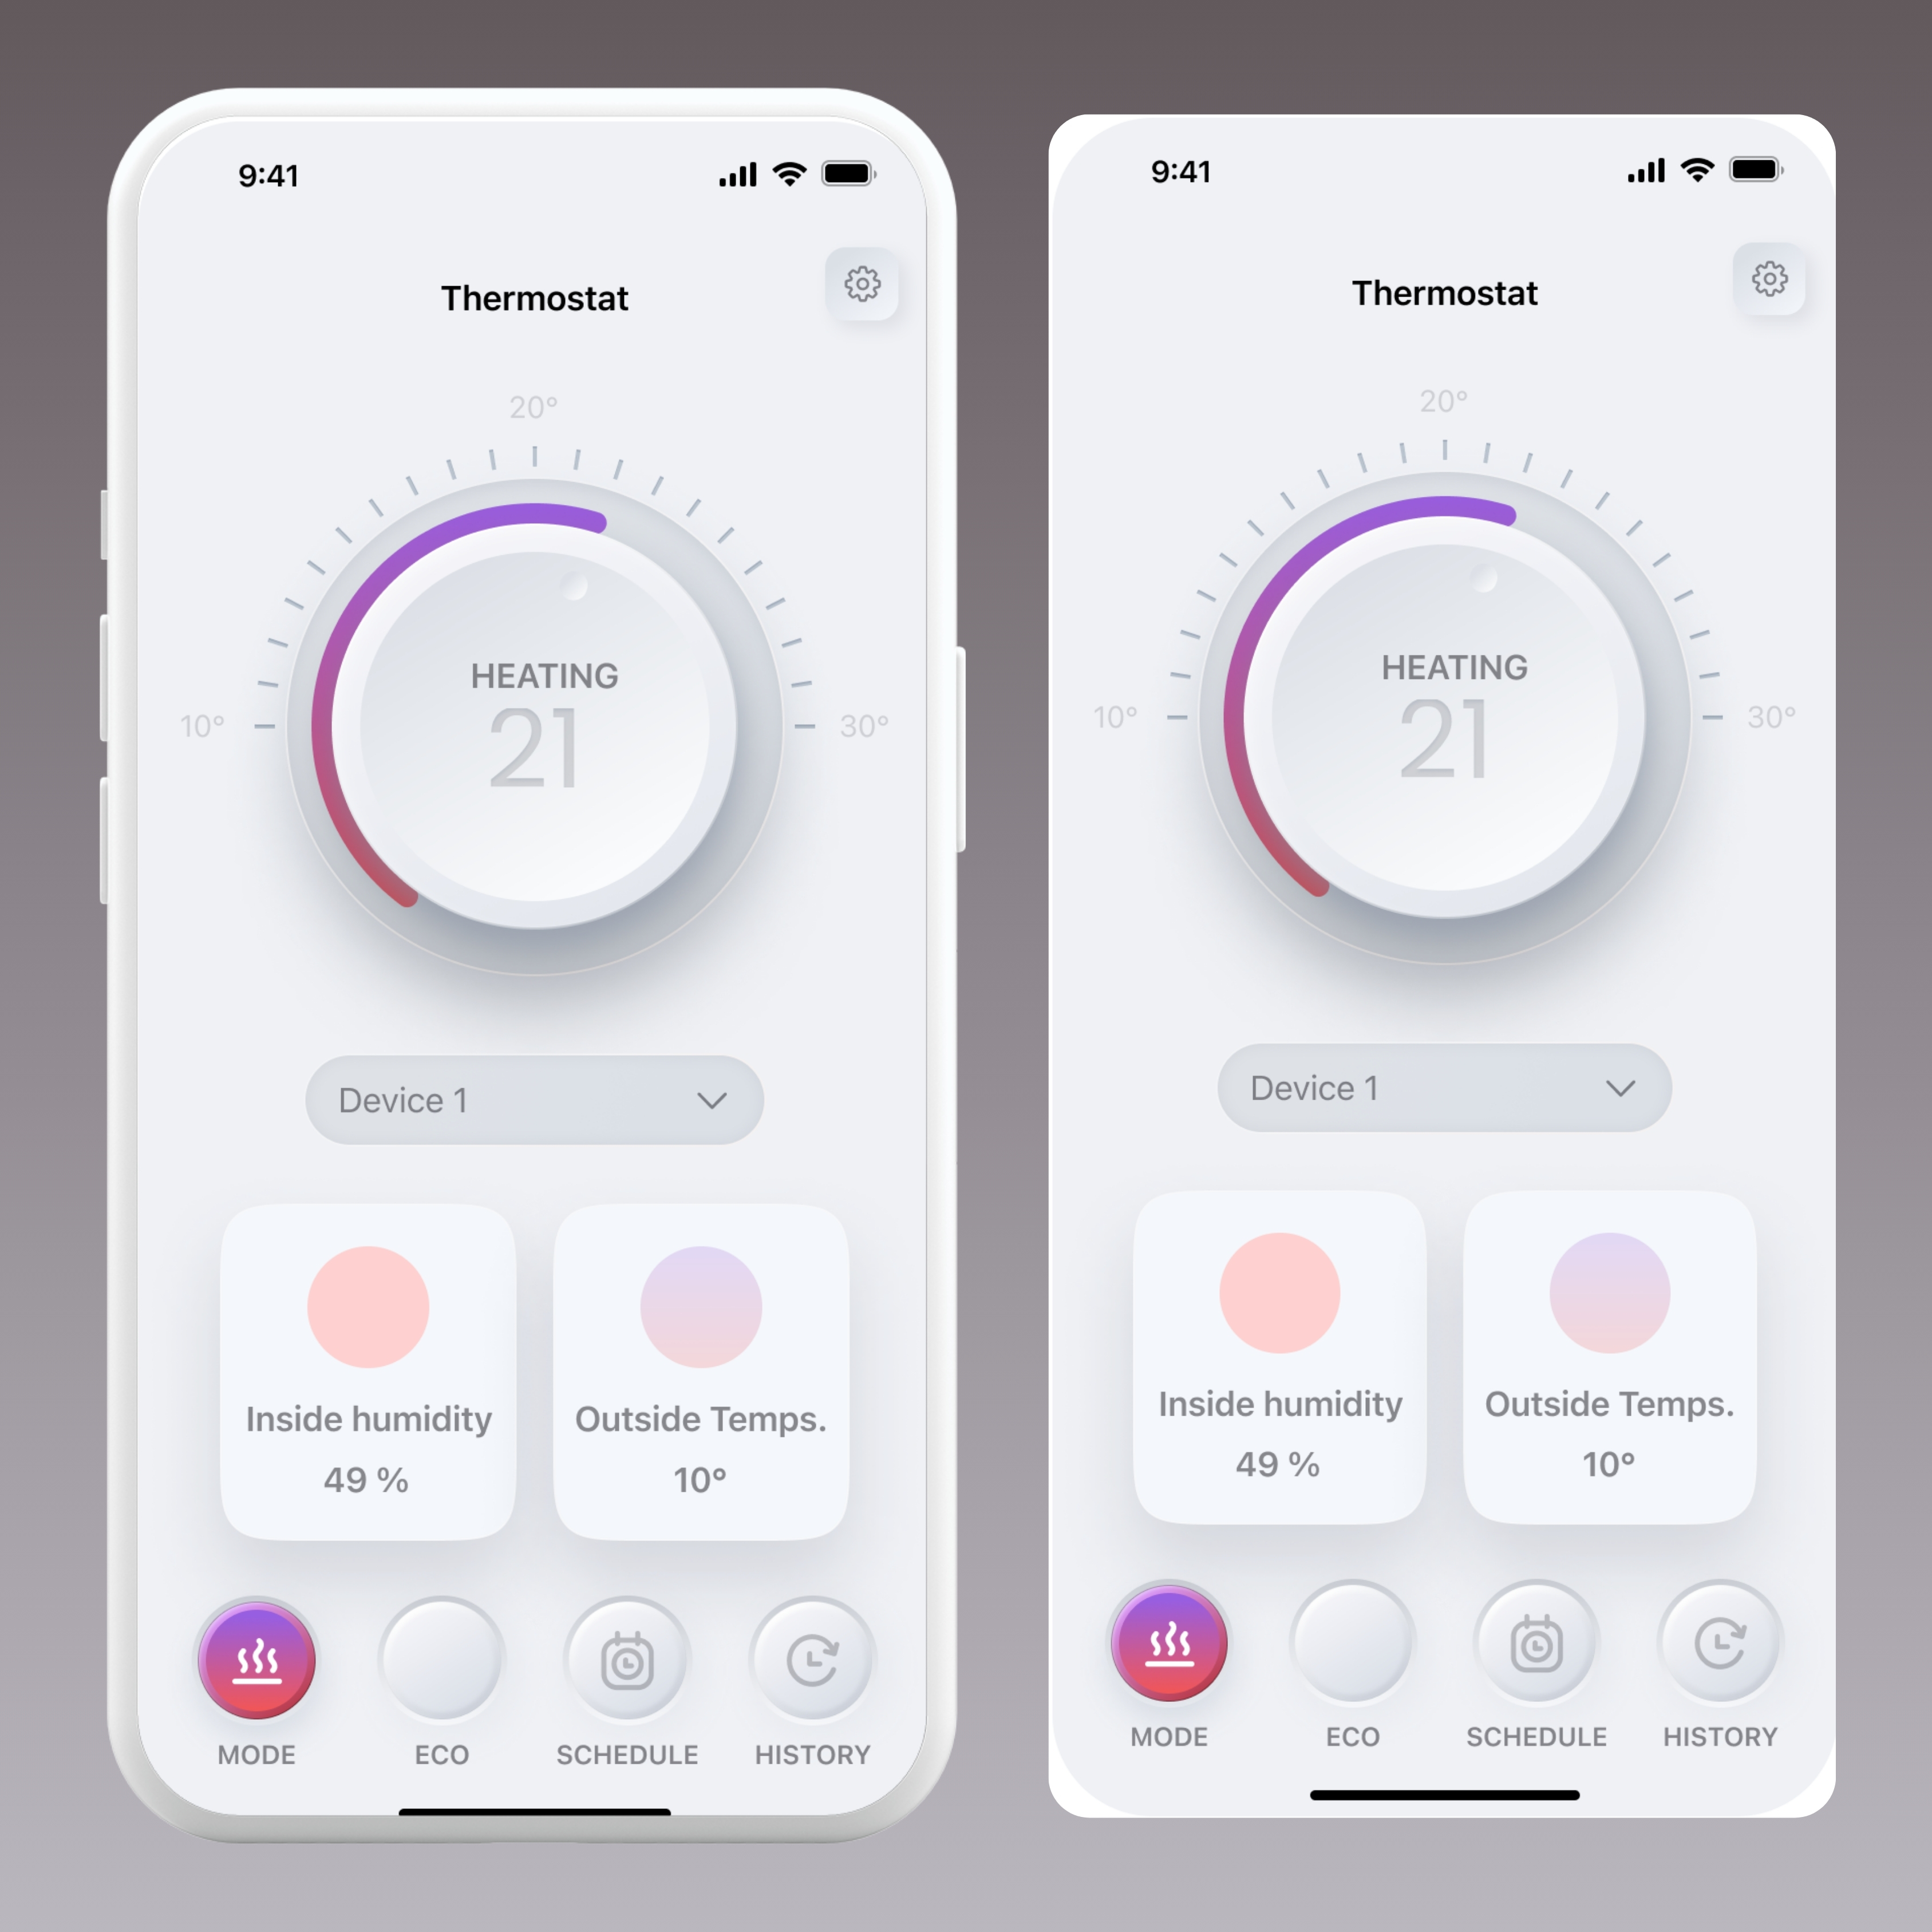 9:41
Thermostat
20°
10°
30°
HEATING
21
Device 1
Inside humidity
49 %
Outside Temps.
10°
MODE
ECO
SCHEDULE
HISTORY
9:41
Thermostat
20°
10°
30°
HEATING
21
Device 1
Inside humidity
49 %
Outside Temps.
10°
MODE
ECO
SCHEDULE
HISTORY